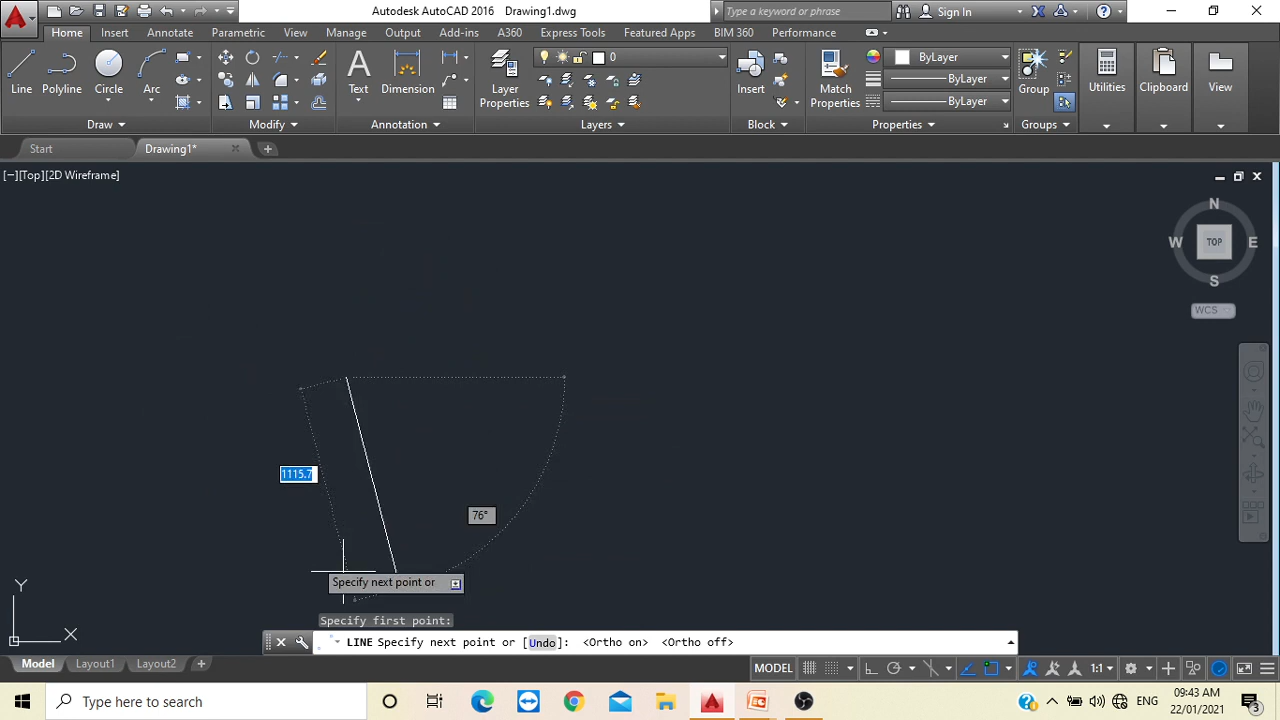 Autodesk AutoCAD 2016 Drawing1.dwg
Type a keyword or phrase
Sign In
Home Insert Annotate Parametric View Manage Output Add-ins A360 Express Tools Featured Apps BIM 360 Performance
Line Polyline Circle Arc
Text Dimension
Layer Properties
0
Insert
Match Properties
ByLayer
ByLayer
ByLayer
Group
Utilities
Clipboard
View
Draw Modify Annotation Layers Block Properties Groups
Start Drawing1*
[−][Top][2D Wireframe]
N
W TOP E
S
WCS
1115.7
76°
Specify next point or
Y
X
Specify first point:
LINE Specify next point or [Undo]: <Ortho on> <Ortho off>
Model Layout1 Layout2
MODEL 1:1
Type here to search
ENG
09:43 AM
22/01/2021
3